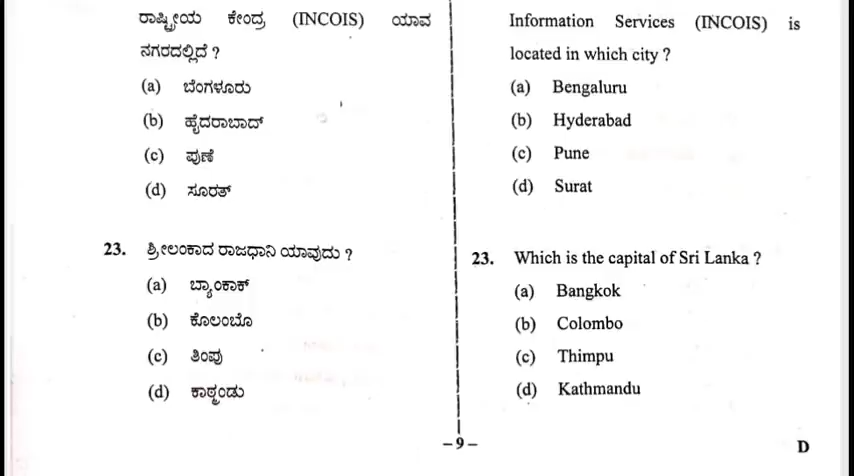 ರಾಷ್ಟ್ರೀಯ ಕೇಂದ್ರ (INCOIS) ಯಾವ
ನಗರದಲ್ಲಿದೆ ?
(a) ಬೆಂಗಳೂರು
(b) ಹೈದರಾಬಾದ್
(c) ಪುಣೆ
(d) ಸೂರತ್
23. ಶ್ರೀಲಂಕಾದ ರಾಜಧಾನಿ ಯಾವುದು ?
(a) ಬ್ಯಾಂಕಾಕ್
(b) ಕೊಲಂಬೊ
(c) ತಿಂಪು
(d) ಕಾಠ್ಮಂಡು
Information Services (INCOIS) is
located in which city ?
(a) Bengaluru
(b) Hyderabad
(c) Pune
(d) Surat
23. Which is the capital of Sri Lanka ?
(a) Bangkok
(b) Colombo
(c) Thimpu
(d) Kathmandu
–9–
D